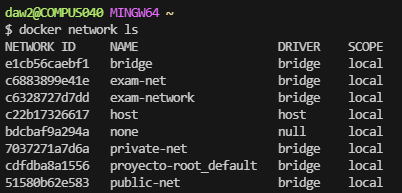 daw2@COMPUS040 MINGW64 ~
$ docker network ls
NETWORK ID     NAME                    DRIVER    SCOPE
e1cb56caebf1   bridge                  bridge    local
c6883899e41e   exam-net                bridge    local
c6328727d7dd   exam-network            bridge    local
c22b17326617   host                    host      local
bdcbaf9a294a   none                    null      local
7037271a7d6a   private-net             bridge    local
cdfdba8a1556   proyecto-root_default   bridge    local
51580b62e583   public-net              bridge    local